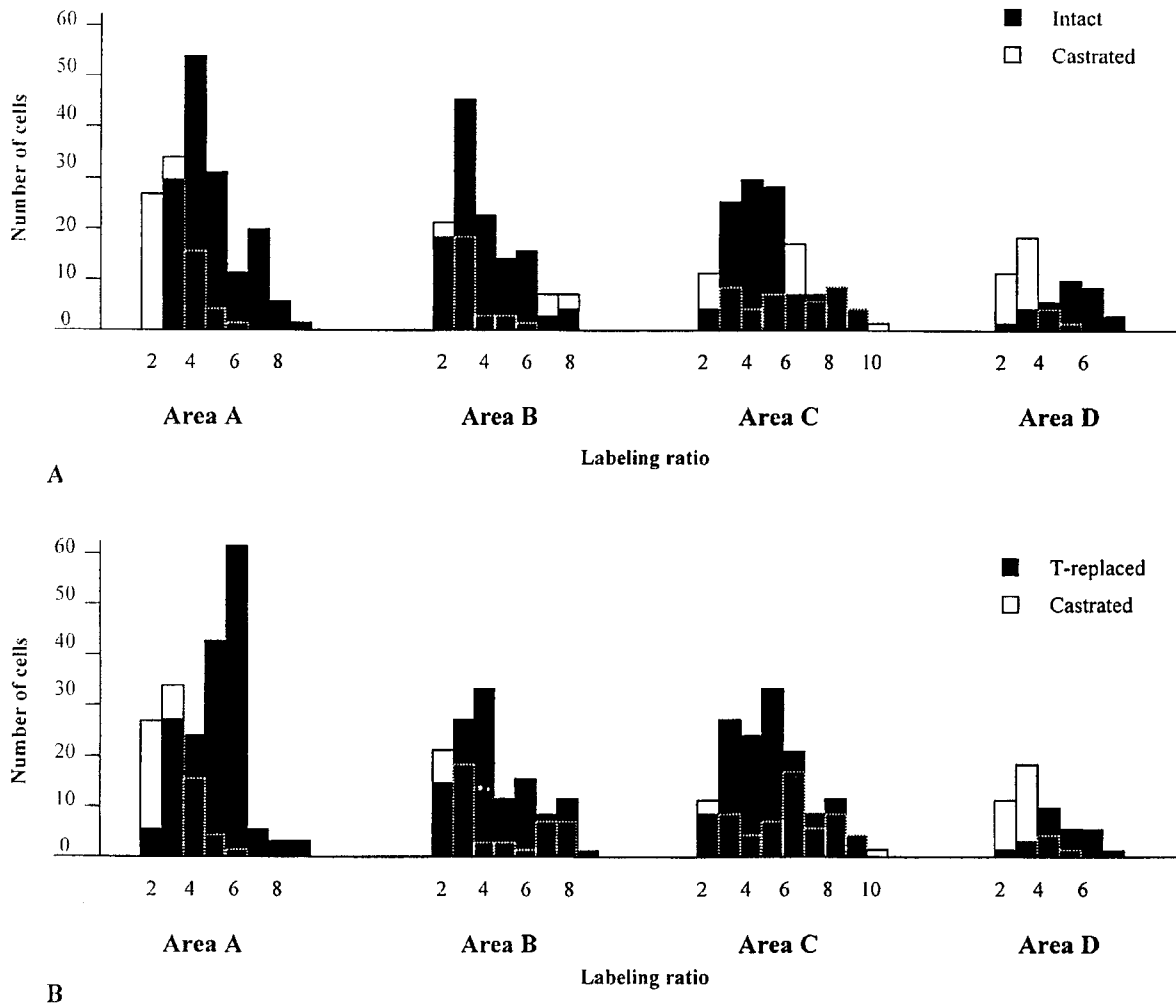 60
50
40
30
20
10
0
Number of cells
Intact
Castrated
2 4 6 8
2 4 6 8
2 4 6 8 10
2 4 6
Area A
Area B
Area C
Area D
Labeling ratio
A
60
50
40
30
20
10
0
Number of cells
T-replaced
Castrated
2 4 6 8
2 4 6 8
2 4 6 8 10
2 4 6
Area A
Area B
Area C
Area D
Labeling ratio
B